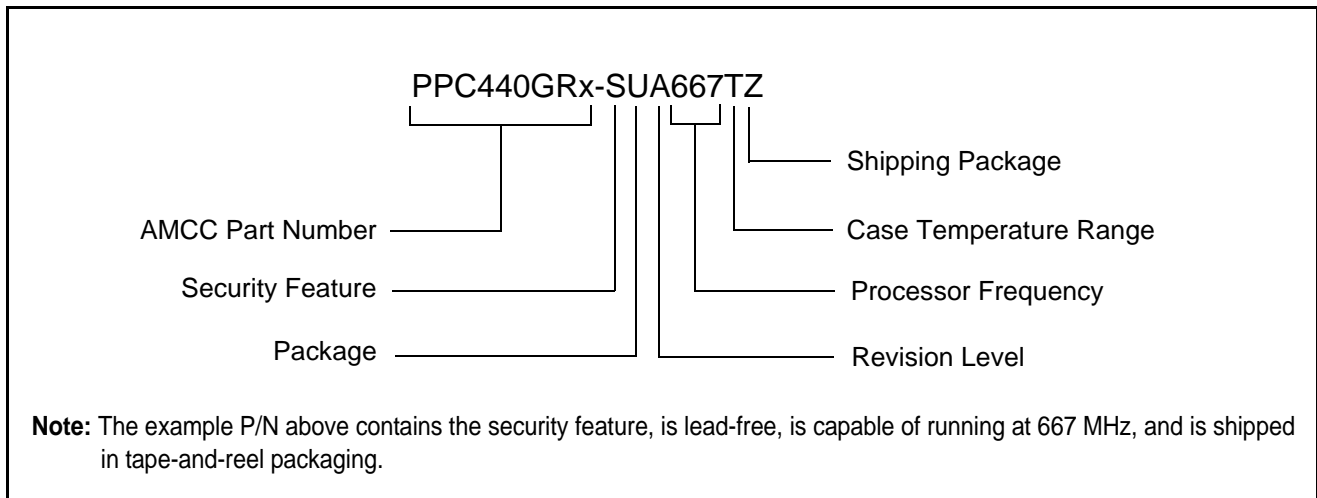 PPC440GRx-SUA667TZ
Shipping Package
AMCC Part Number
Case Temperature Range
Security Feature
Processor Frequency
Package
Revision Level
Note: The example P/N above contains the security feature, is lead-free, is capable of running at 667 MHz, and is shipped
in tape-and-reel packaging.